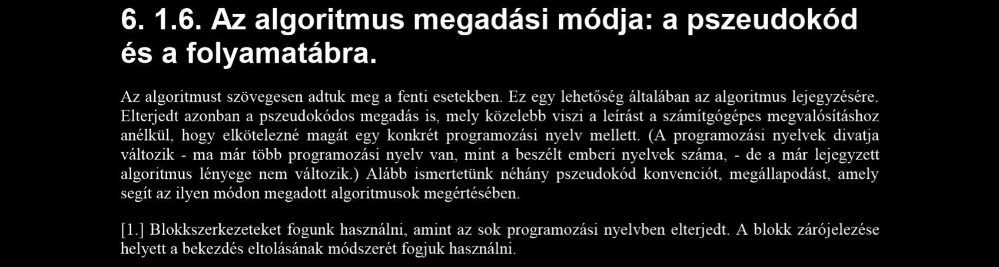 6. 1.6. Az algoritmus megadási módja: a pszeudokód
és a folyamatábra.
Az algoritmust szövegesen adtuk meg a fenti esetekben. Ez egy lehetőség általában az algoritmus lejegyzésére.
Elterjedt azonban a pszeudokódos megadás is, mely közelebb viszi a leírást a számítgógépes megvalósításhoz
anélkül, hogy elkötelezné magát egy konkrét programozási nyelv mellett. (A programozási nyelvek divatja
változik - ma már több programozási nyelv van, mint a beszélt emberi nyelvek száma, - de a már lejegyzett
algoritmus lényege nem változik.) Alább ismertetünk néhány pszeudokód konvenciót, megállapodást, amely
segít az ilyen módon megadott algoritmusok megértésében.
[1.] Blokkszerkezeteket fogunk használni, amint az sok programozási nyelvben elterjedt. A blokk zárójelezése
helyett a bekezdés eltolásának módszerét fogjuk használni.